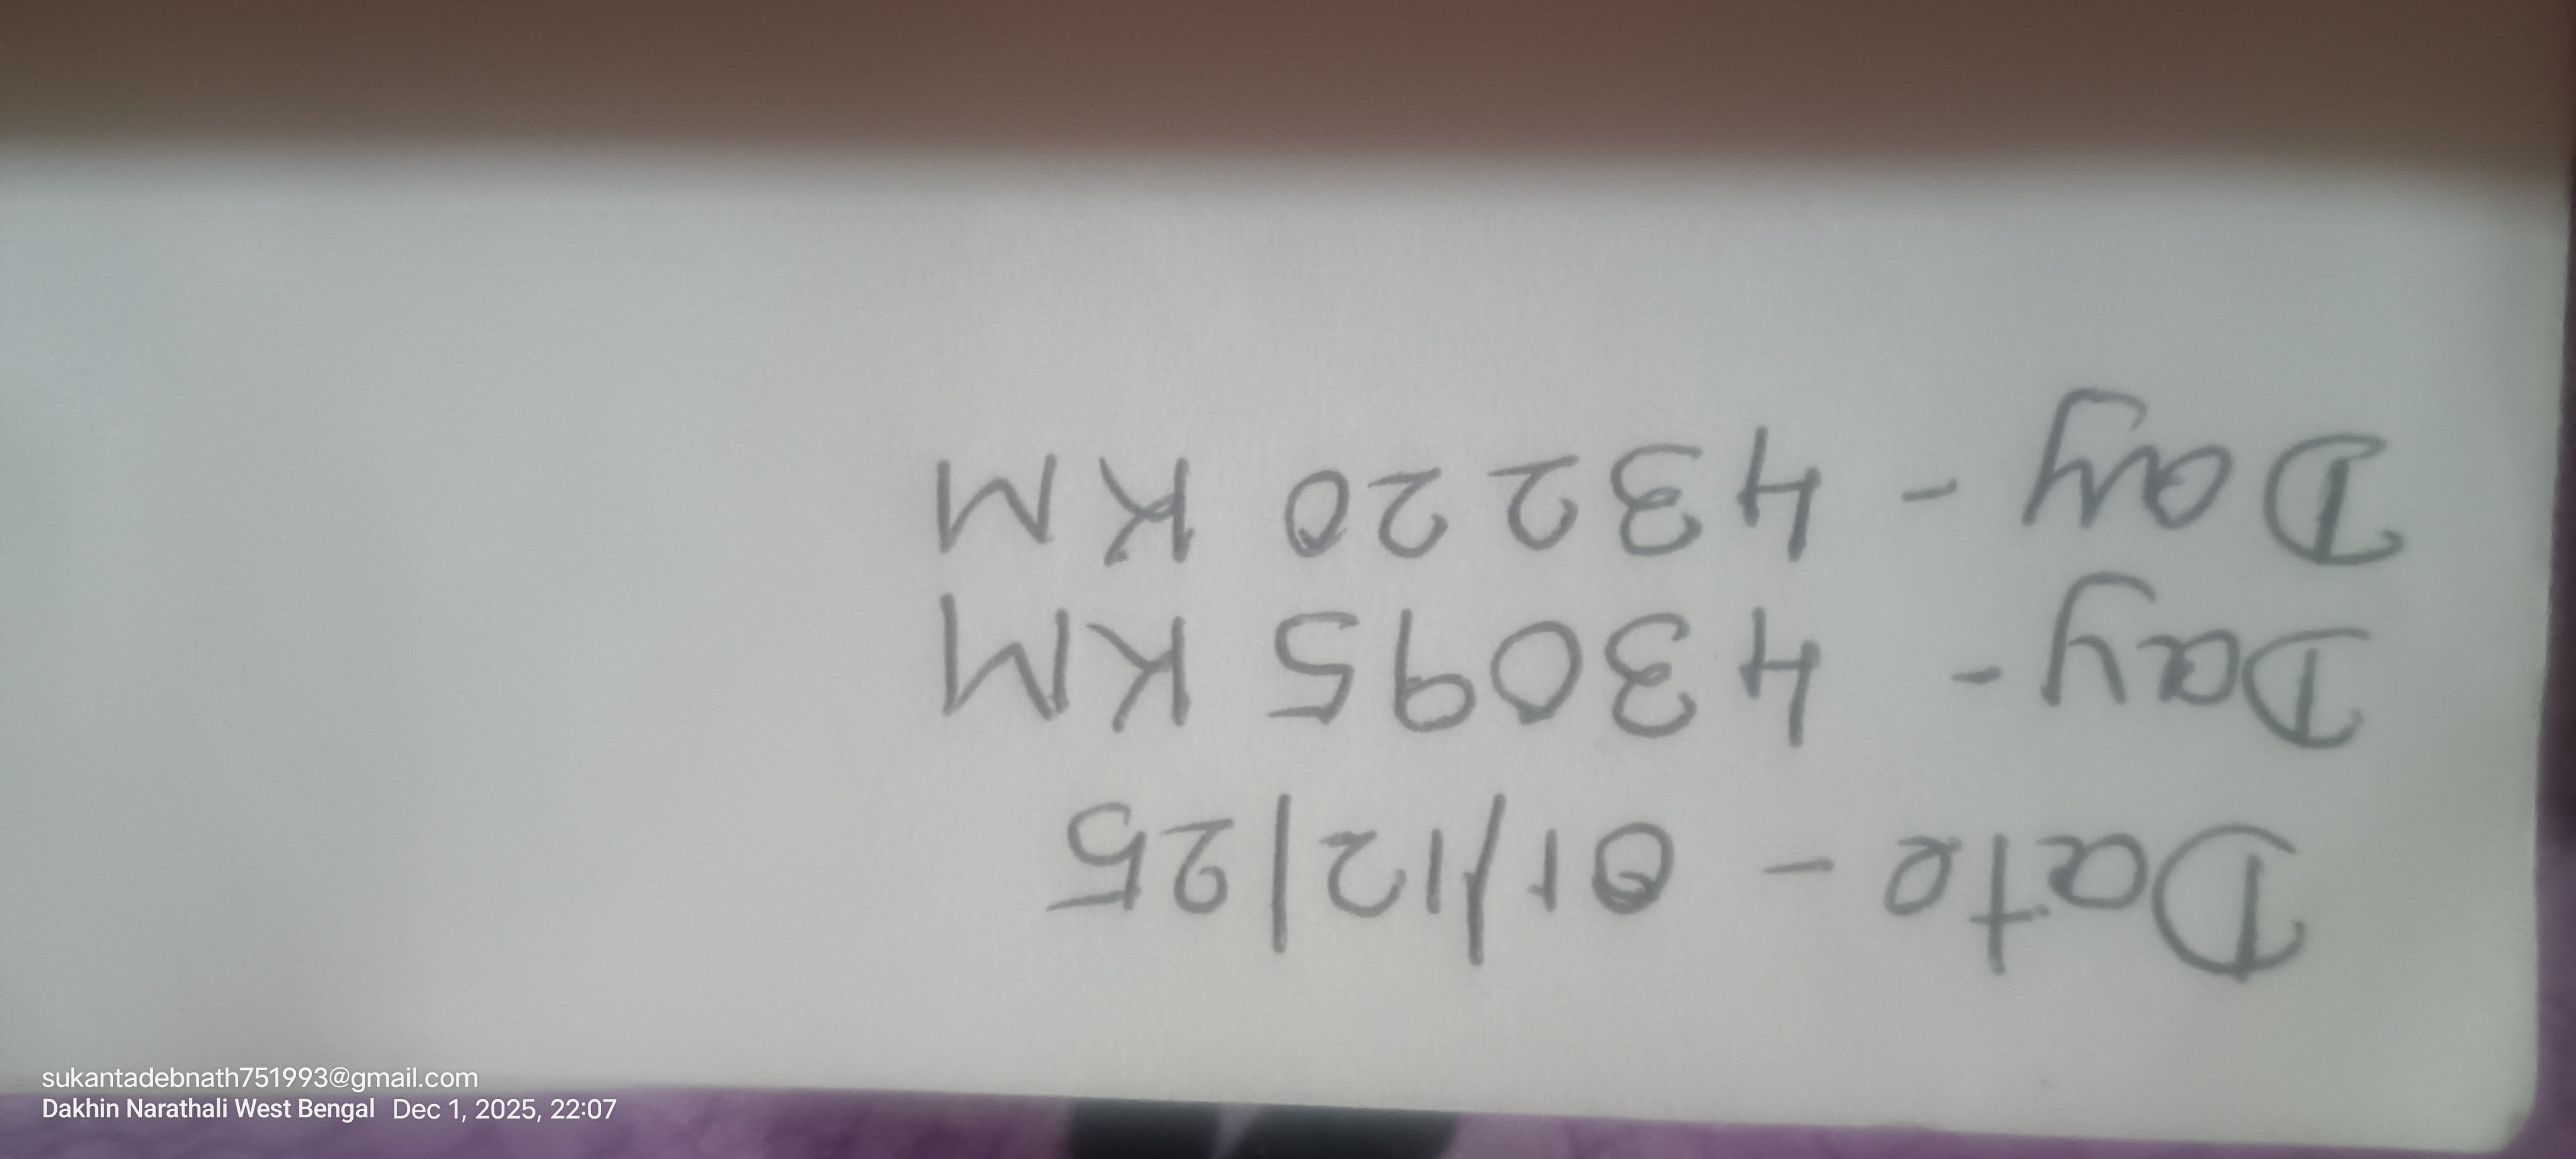 Date - 01/12/25
Day - 43095 KM
Day - 43220 KM
sukantadebnath751993@gmail.com
Dakhin Narathali West Bengal Dec 1, 2025, 22:07